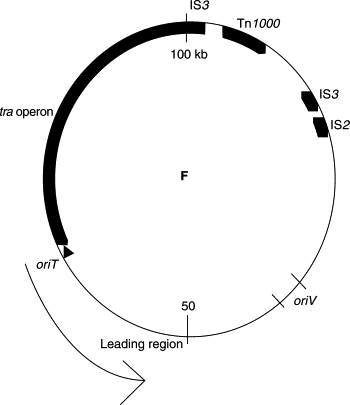 IS3
Tn1000
100 kb
IS3
tra operon
IS2
F
oriT
oriV
50
Leading region